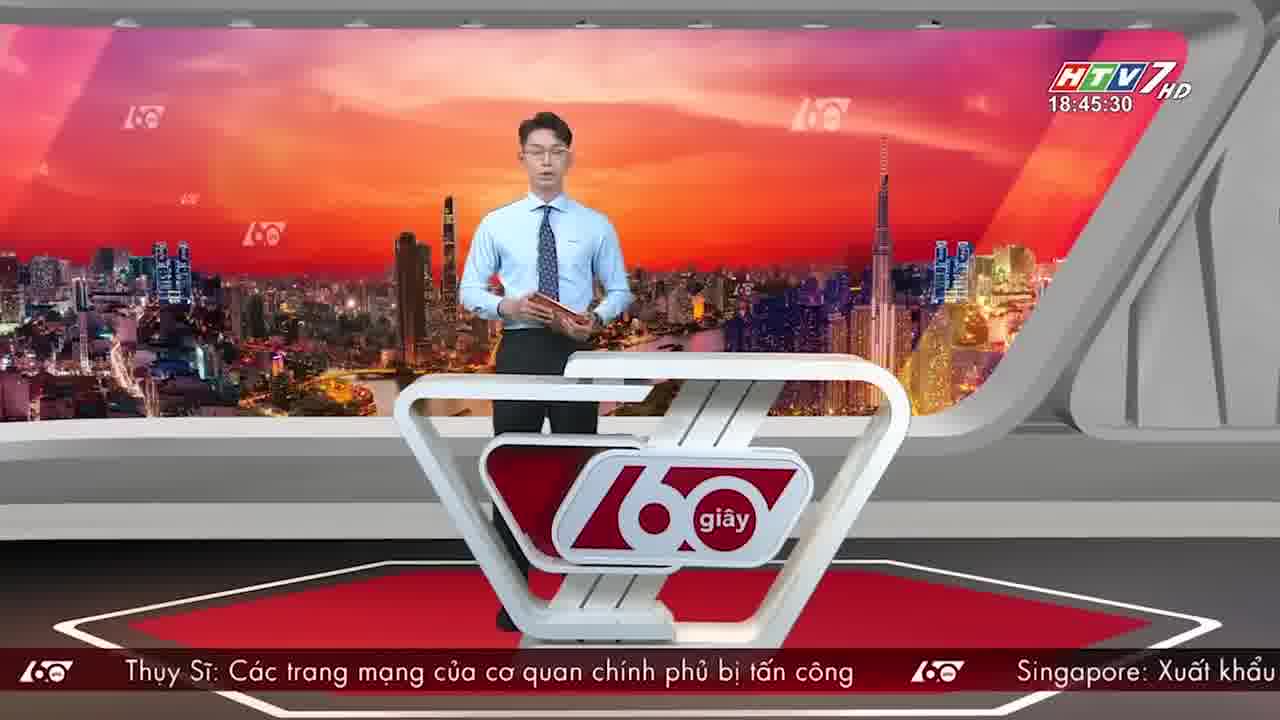 HTV7 HD
18:45:30
60 giây
Thụy Sĩ: Các trang mạng của cơ quan chính phủ bị tấn công
Singapore: Xuất khẩu